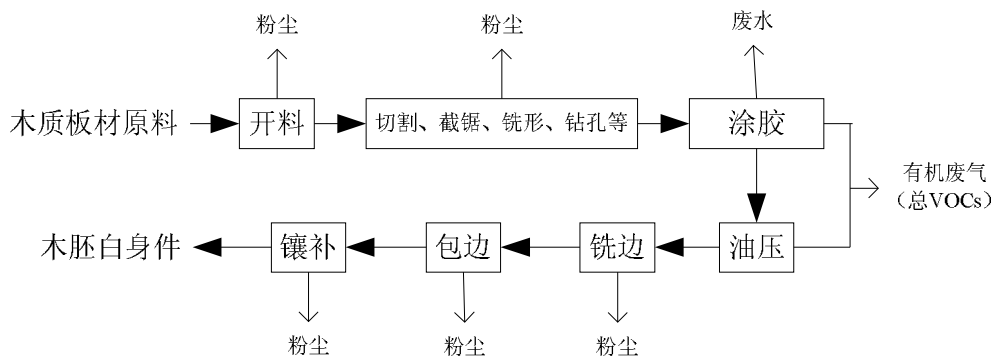 粉尘
粉尘
废水
木质板材原料
开料
切割、截锯、铣形、钻孔等
涂胶
有机废气
（总VOCs）
木胚白身件
镶补
包边
铣边
油压
粉尘
粉尘
粉尘